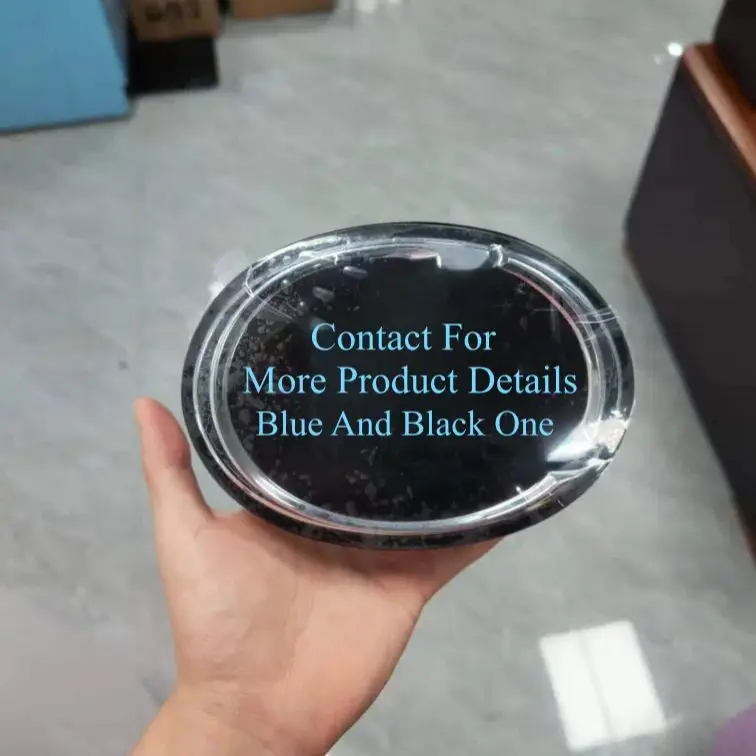 Contact For
More Product Details
Blue And Black One